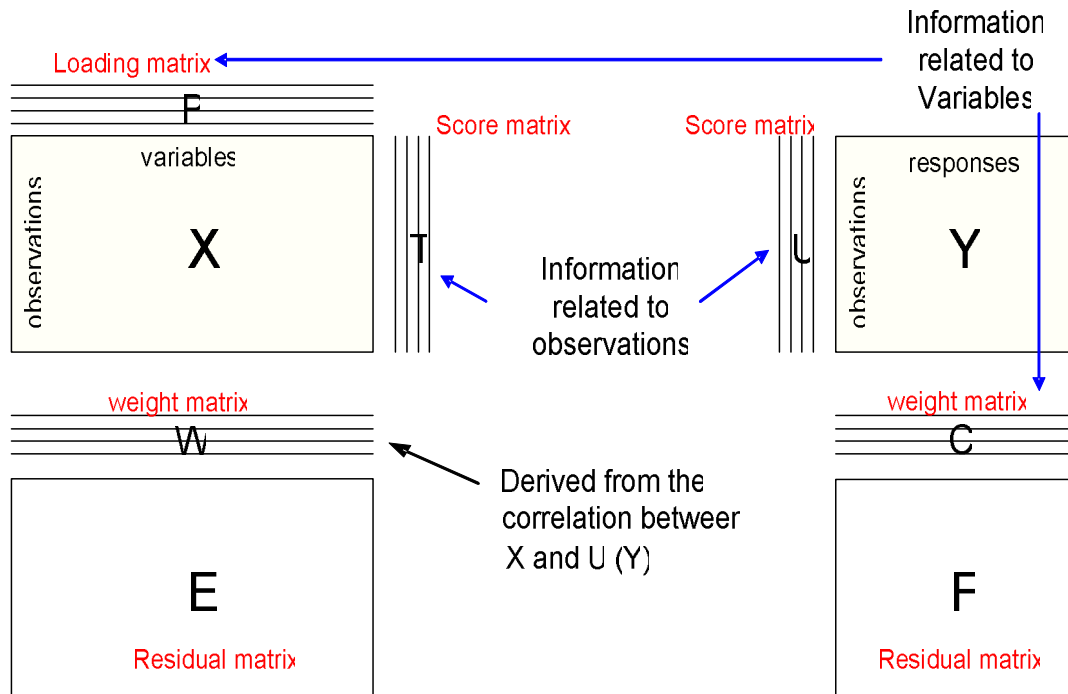 Information
related to
Variables
Loading matrix
P
Score matrix
Score matrix
variables
responses
observations
X
T
U
observations
Y
Information
related to
observations
weight matrix
W
weight matrix
C
Derived from the
correlation between
X and U (Y)
E
Residual matrix
F
Residual matrix